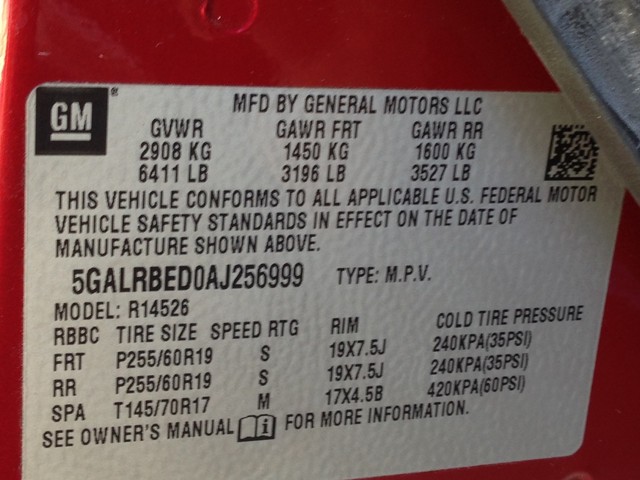 GM®
MFD BY GENERAL MOTORS LLC
GVWR GAWR FRT GAWR RR
2908 KG 1450 KG 1600 KG
6411 LB 3196 LB 3527 LB
THIS VEHICLE CONFORMS TO ALL APPLICABLE U.S. FEDERAL MOTOR
VEHICLE SAFETY STANDARDS IN EFFECT ON THE DATE OF
MANUFACTURE SHOWN ABOVE.
5GALRBED0AJ256999 TYPE: M.P.V.
MODEL: R14526
RBBC TIRE SIZE SPEED RTG RIM COLD TIRE PRESSURE
FRT P255/60R19 S 19X7.5J 240KPA(35PSI)
RR P255/60R19 S 19X7.5J 240KPA(35PSI)
SPA T145/70R17 M 17X4.5B 420KPA(60PSI)
SEE OWNER'S MANUAL i FOR MORE INFORMATION.